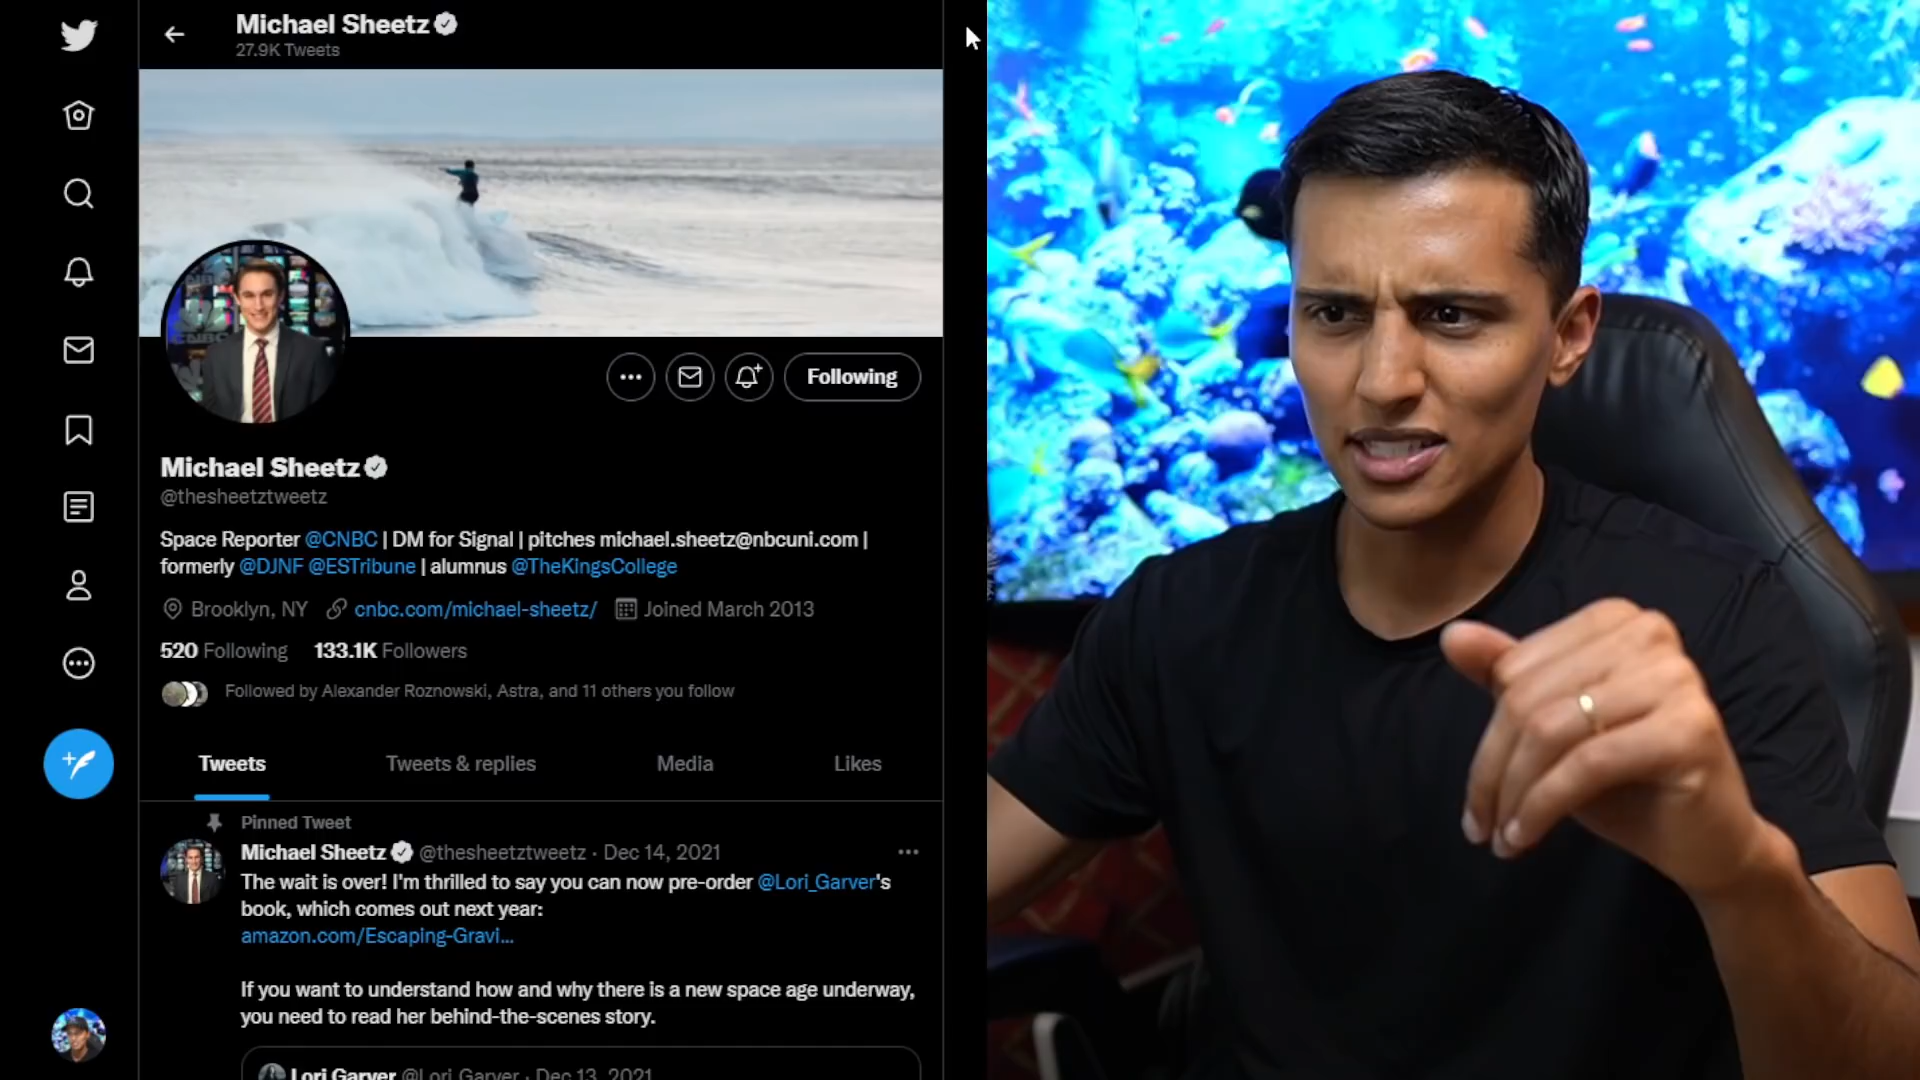 Michael Sheetz
27.9K Tweets
Following
Michael Sheetz
@thesheetztweetz
Space Reporter @CNBC | DM for Signal | pitches michael.sheetz@nbcuni.com |
formerly @DJNF @ESTribune | alumnus @TheKingsCollege
Brooklyn, NY cnbc.com/michael-sheetz/ Joined March 2013
520 Following 133.1K Followers
Followed by Alexander Roznowski, Astra, and 11 others you follow
Tweets Tweets & replies Media Likes
Pinned Tweet
Michael Sheetz @thesheetztweetz · Dec 14, 2021
The wait is over! I'm thrilled to say you can now pre-order @Lori_Garver's
book, which comes out next year:
amazon.com/Escaping-Gravi...
If you want to understand how and why there is a new space age underway,
you need to read her behind-the-scenes story.
Lori Garver @Lori_Garver · Dec 13, 2021